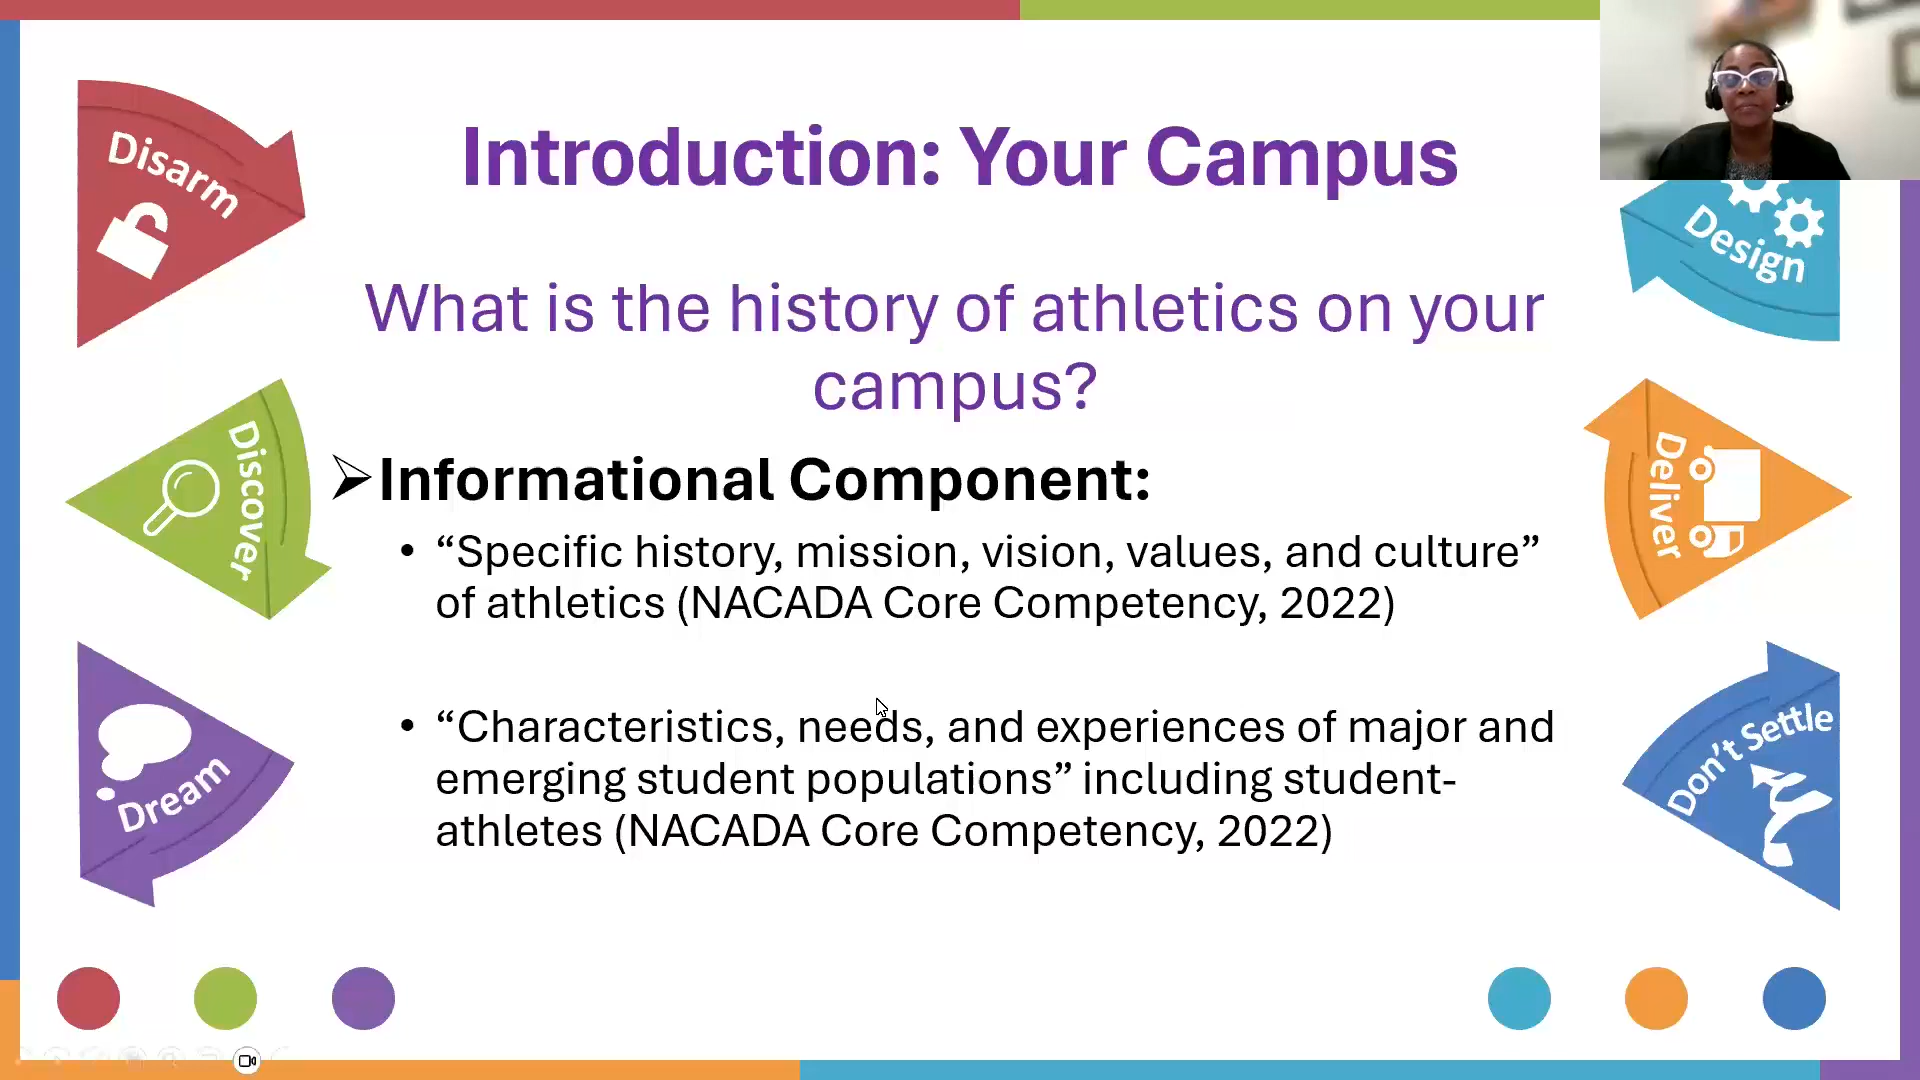 Introduction: Your Campus
What is the history of athletics on your
campus?
Informational Component:
• “Specific history, mission, vision, values, and culture”
of athletics (NACADA Core Competency, 2022)
• “Characteristics, needs, and experiences of major and
emerging student populations” including student-
athletes (NACADA Core Competency, 2022)
Disarm
Discover
Dream
Design
Deliver
Don’t Settle